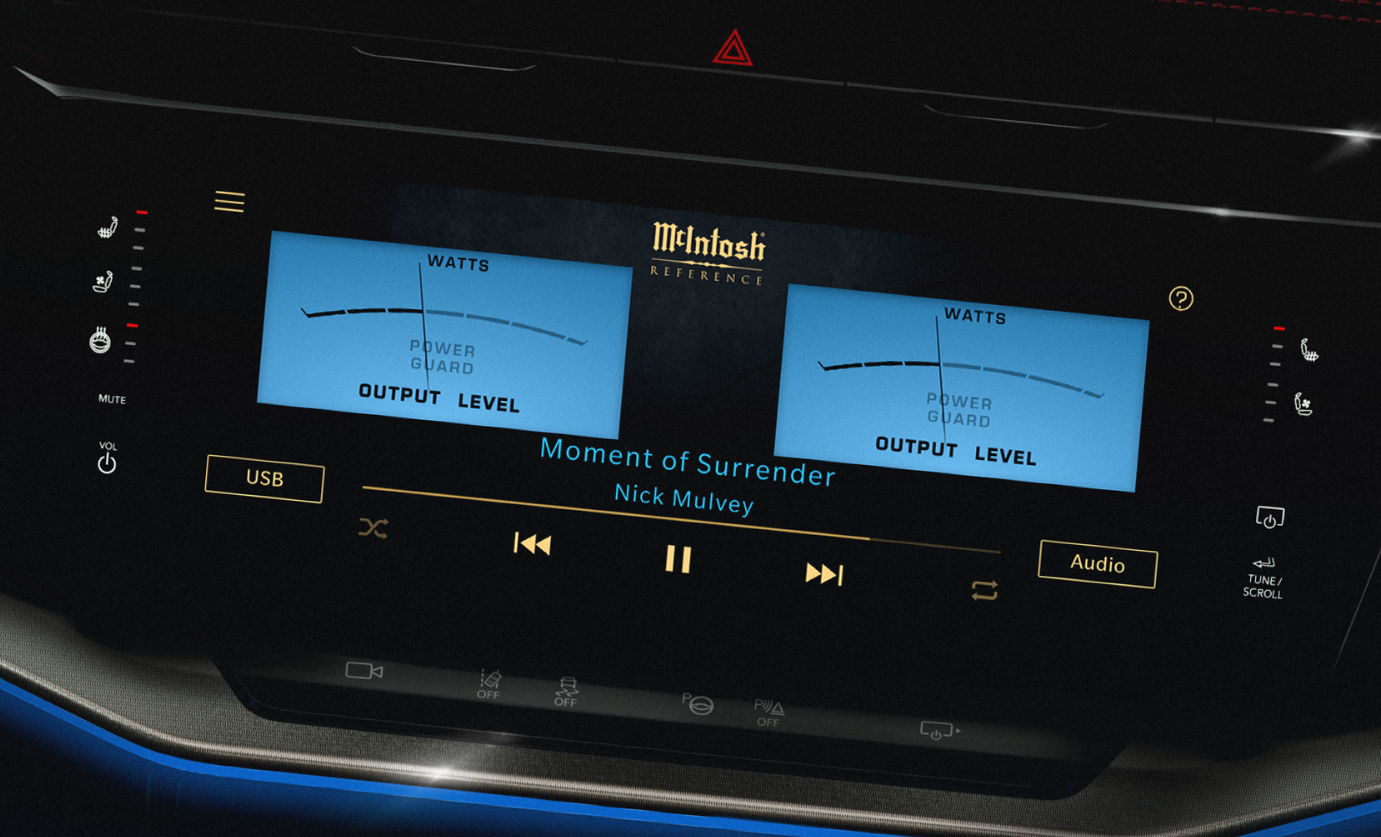 McIntosh
REFERENCE
WATTS
POWER
GUARD
OUTPUT LEVEL
WATTS
POWER
GUARD
OUTPUT LEVEL
MUTE
VOL
Moment of Surrender
Nick Mulvey
USB
Audio
TUNE/
SCROLL
OFF
OFF
P
P
OFF